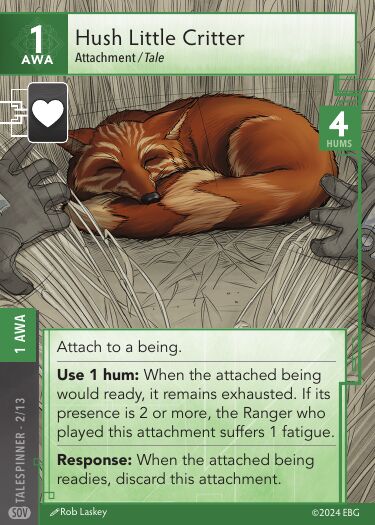 1
AWA
Hush Little Critter
Attachment / Tale
4
HUMS
1 AWA
Attach to a being.
Use 1 hum: When the attached being
would ready, it remains exhausted. If its
presence is 2 or more, the Ranger who
played this attachment suffers 1 fatigue.
Response: When the attached being
readies, discard this attachment.
TALESPINNER - 2/13
SOV
Rob Laskey
©2024 EBG